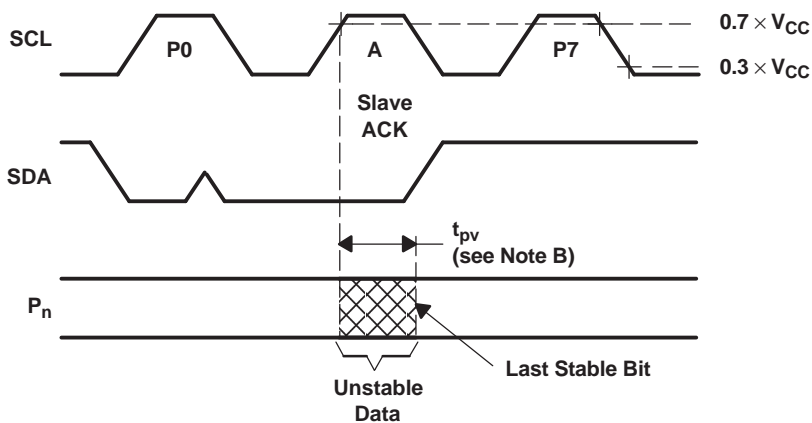 SCL
P0
A
P7
0.7 × VCC
0.3 × VCC
Slave
ACK
SDA
tpv
(see Note B)
Pn
Last Stable Bit
Unstable
Data